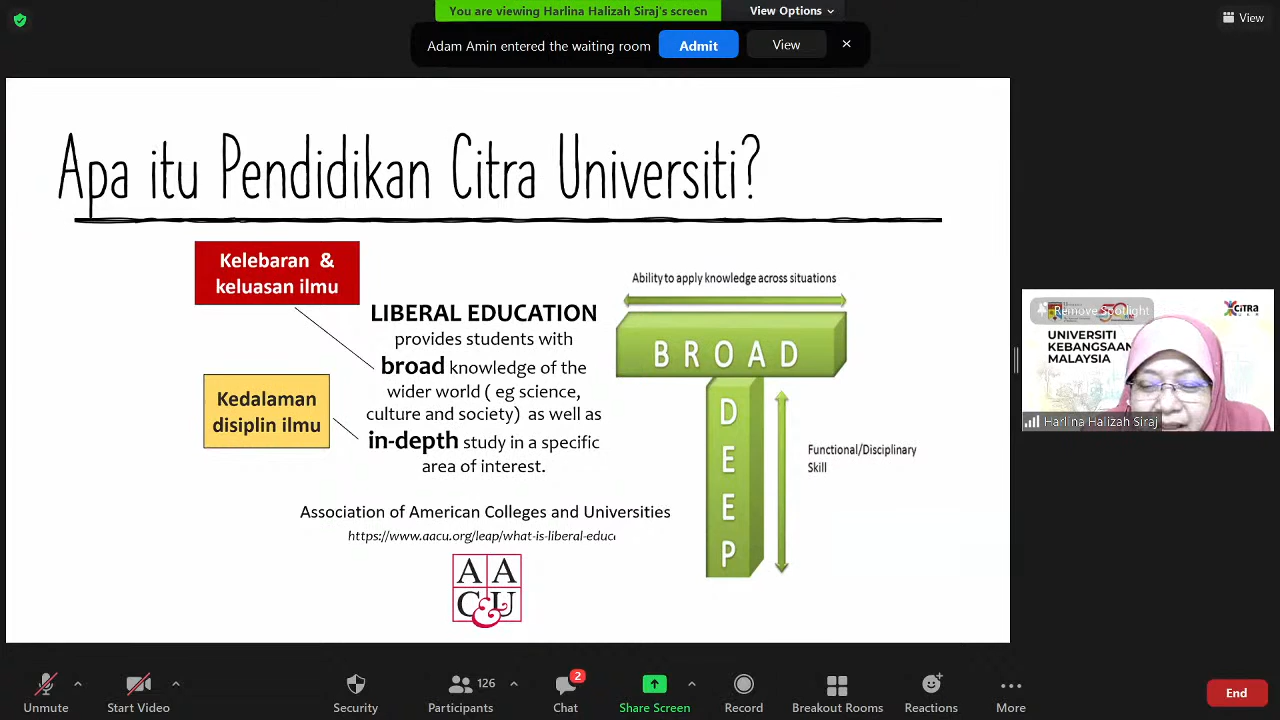 You are viewing Harlina Halizah Siraj's screen
View Options
View
Adam Amin entered the waiting room
Admit
View
Apa itu Pendidikan Citra Universiti?
Kelebaran &
keluasan ilmu
Kedalaman
disiplin ilmu
LIBERAL EDUCATION
provides students with
broad knowledge of the
wider world ( eg science,
culture and society) as well as
in-depth study in a specific
area of interest.
Association of American Colleges and Universities
https://www.aacu.org/leap/what-is-liberal-educ
AA
C&U
Ability to apply knowledge across situations
BROAD
DEEP
Functional/Disciplinary
Skill
Remove Spotlight
CITRA
UNIVERSITI
KEBANGSAAN
MALAYSIA
Harlina Halizah Siraj
Unmute
Start Video
Security
126
Participants
2
Chat
Share Screen
Record
Breakout Rooms
Reactions
More
End